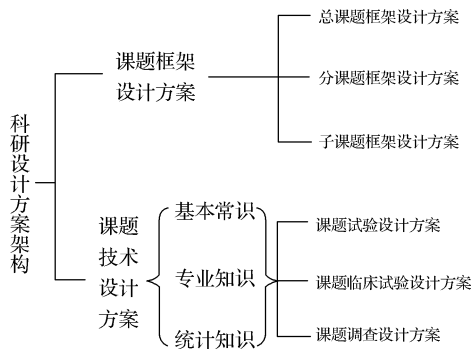 科研设计方案架构
课题框架
设计方案
总课题框架设计方案
分课题框架设计方案
子课题框架设计方案
课题
技术
设计
方案
基本常识
专业知识
统计知识
课题试验设计方案
课题临床试验设计方案
课题调查设计方案